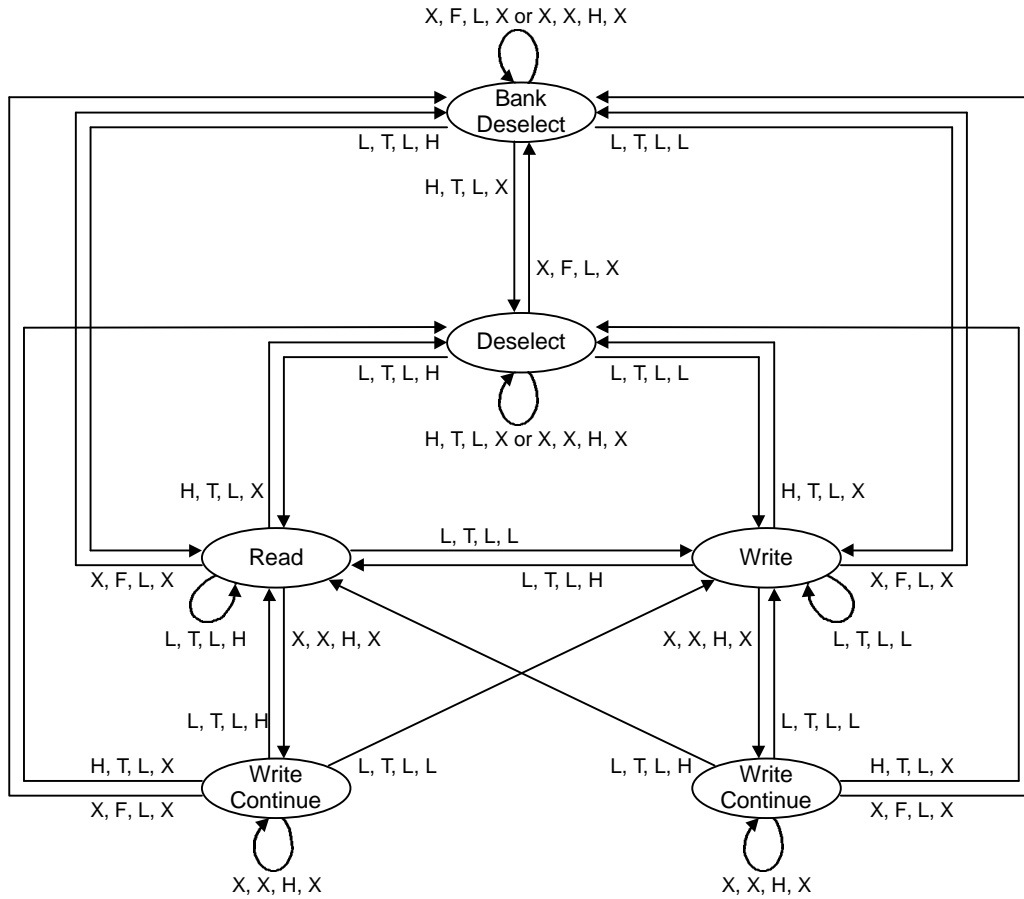 X, F, L, X or X, X, H, X
Bank
Deselect
L, T, L, H
L, T, L, L
H, T, L, X
X, F, L, X
Deselect
L, T, L, H
L, T, L, L
H, T, L, X or X, X, H, X
H, T, L, X
H, T, L, X
L, T, L, L
Read
Write
X, F, L, X
L, T, L, H
X, F, L, X
L, T, L, H
X, X, H, X
X, X, H, X
L, T, L, L
L, T, L, H
L, T, L, L
H, T, L, X
Write
Continue
L, T, L, L
L, T, L, H
Write
Continue
H, T, L, X
X, F, L, X
X, F, L, X
X, X, H, X
X, X, H, X